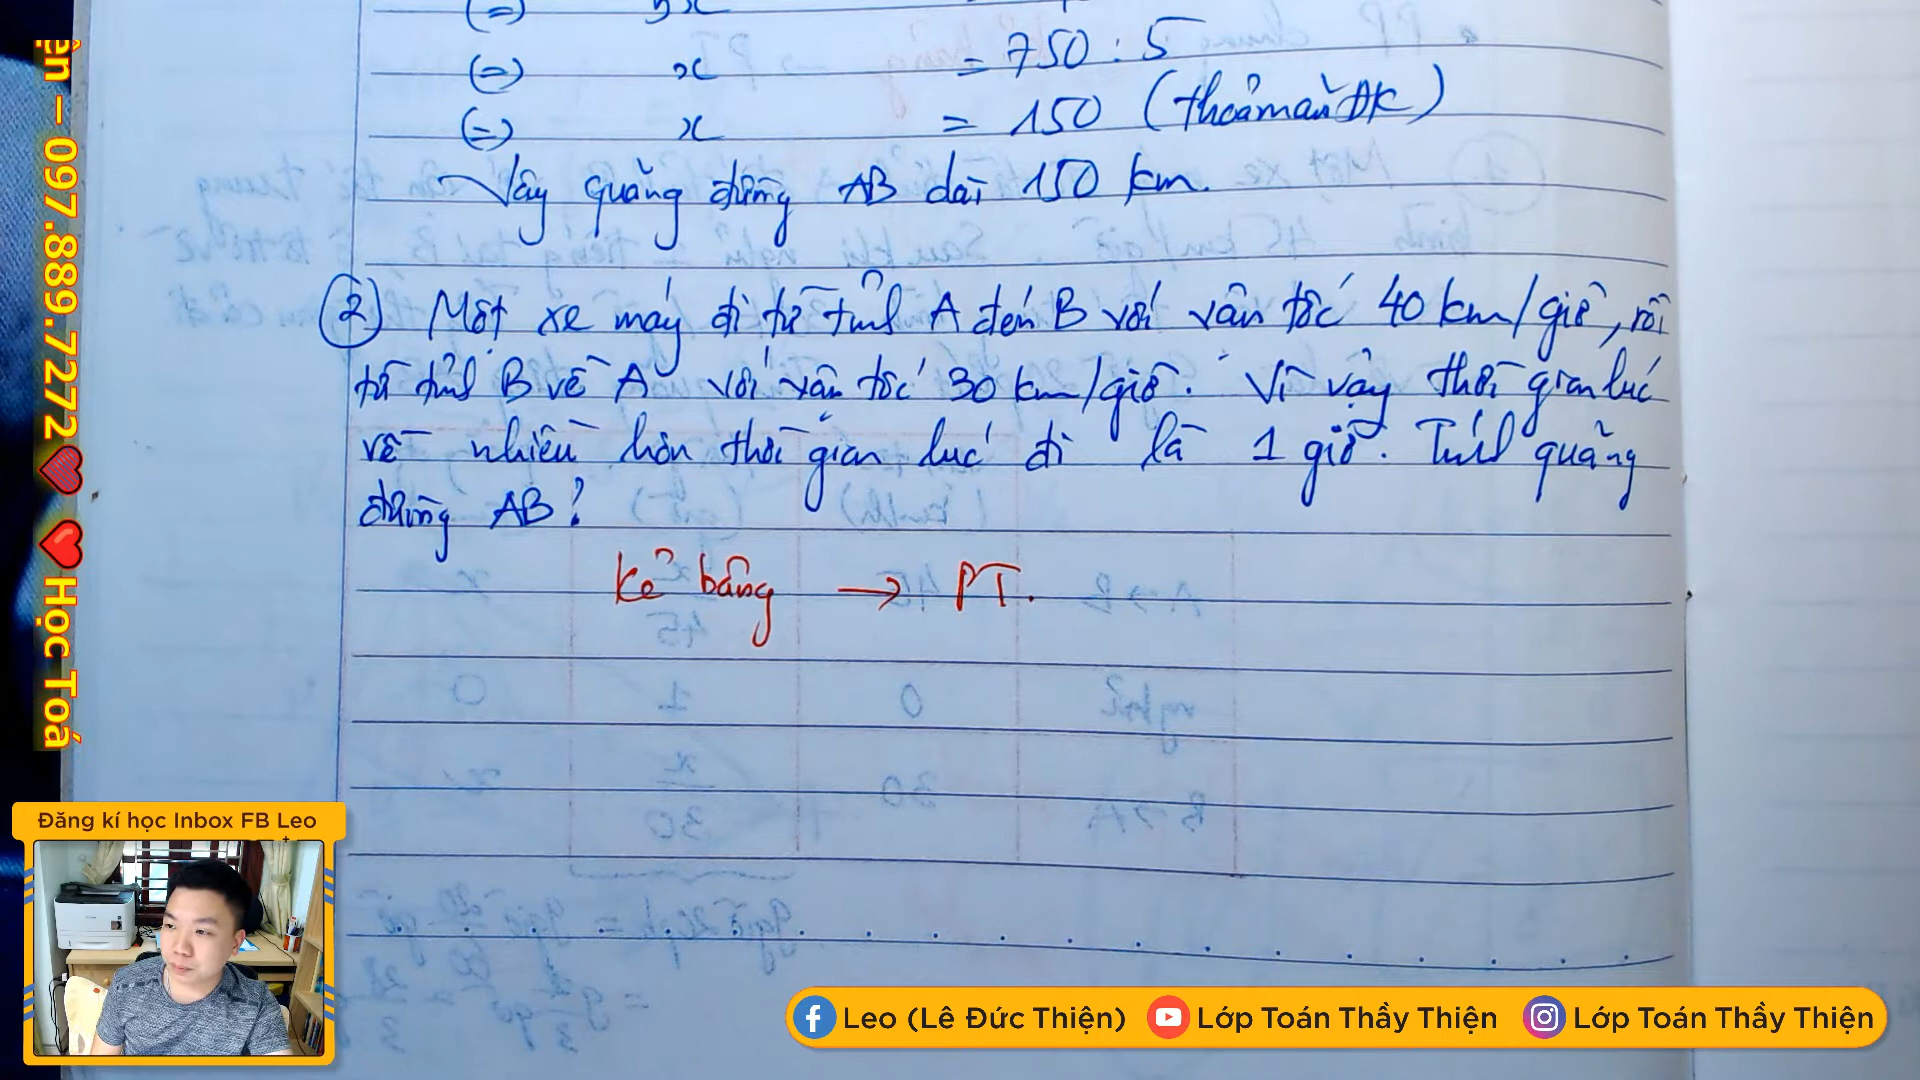 (=) 5x
(=) x = 750 : 5
(=) x = 150 (thỏa mãn ĐK)
Vậy quãng đường AB dài 150 km.
② Một xe máy đi từ tỉnh A đến B với vận tốc 40 km/giờ, rồi
từ tỉnh B về A với vận tốc 30 km/giờ. Vì vậy thời gian lúc
về nhiều hơn thời gian lúc đi là 1 giờ. Tính quãng
đường AB?
Kẻ bảng → PT.
ện – 097.889.7272 ❤ ❤ Học Toá
Đăng kí học Inbox FB Leo
Leo (Lê Đức Thiện) Lớp Toán Thầy Thiện Lớp Toán Thầy Thiện